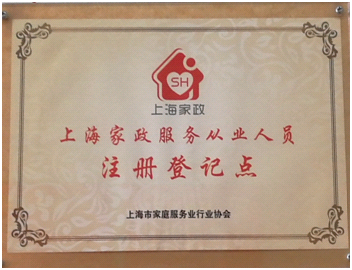 SH
上海家政
上海家政服务从业人员
注册登记点
上海市家庭服务业行业协会